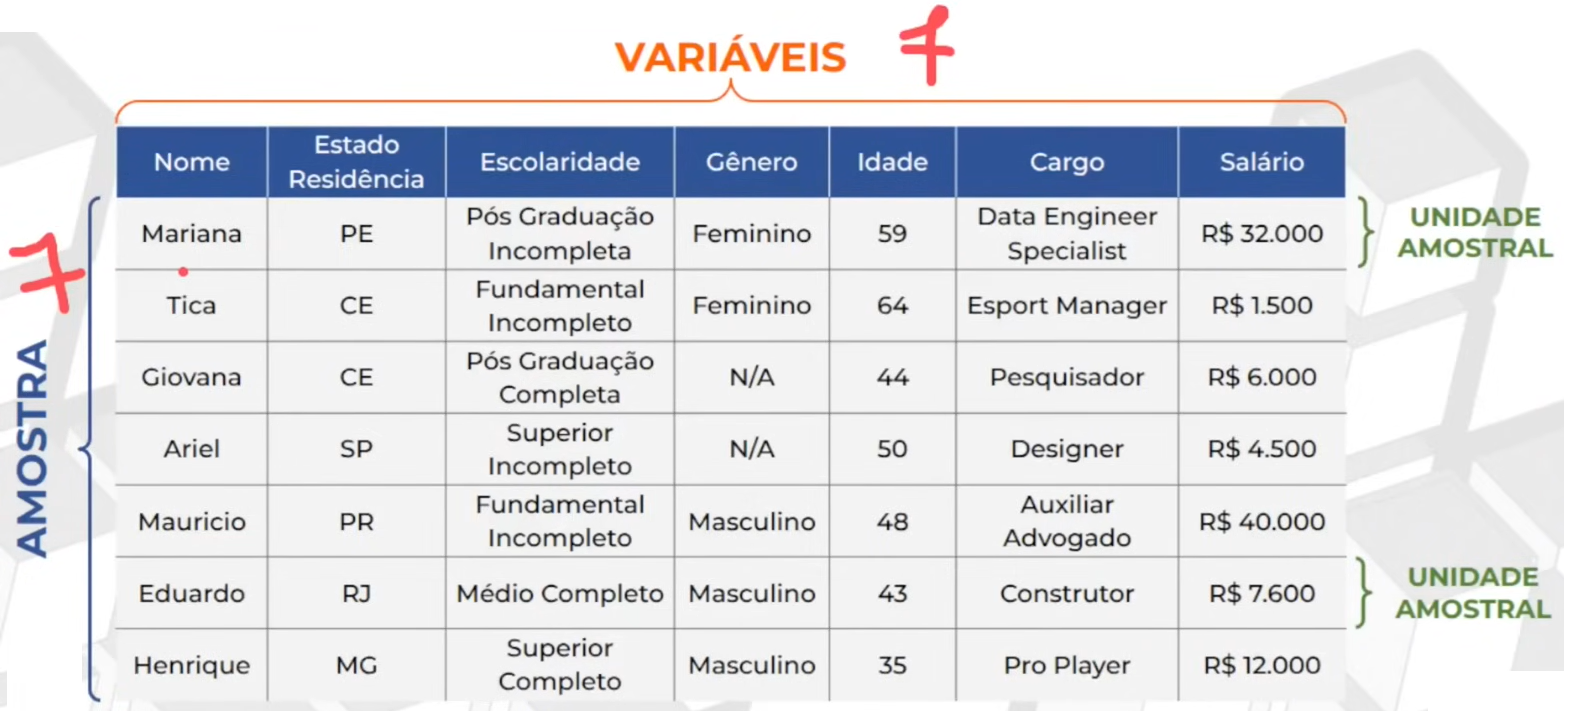 VARIÁVEIS 7
Nome Estado Residência Escolaridade Gênero Idade Cargo Salário
7
AMOSTRA
Mariana PE Pós Graduação Incompleta Feminino 59 Data Engineer Specialist R$ 32.000
UNIDADE AMOSTRAL
Tica CE Fundamental Incompleto Feminino 64 Esport Manager R$ 1.500
Giovana CE Pós Graduação Completa N/A 44 Pesquisador R$ 6.000
Ariel SP Superior Incompleto N/A 50 Designer R$ 4.500
Mauricio PR Fundamental Incompleto Masculino 48 Auxiliar Advogado R$ 40.000
Eduardo RJ Médio Completo Masculino 43 Construtor R$ 7.600
UNIDADE AMOSTRAL
Henrique MG Superior Completo Masculino 35 Pro Player R$ 12.000